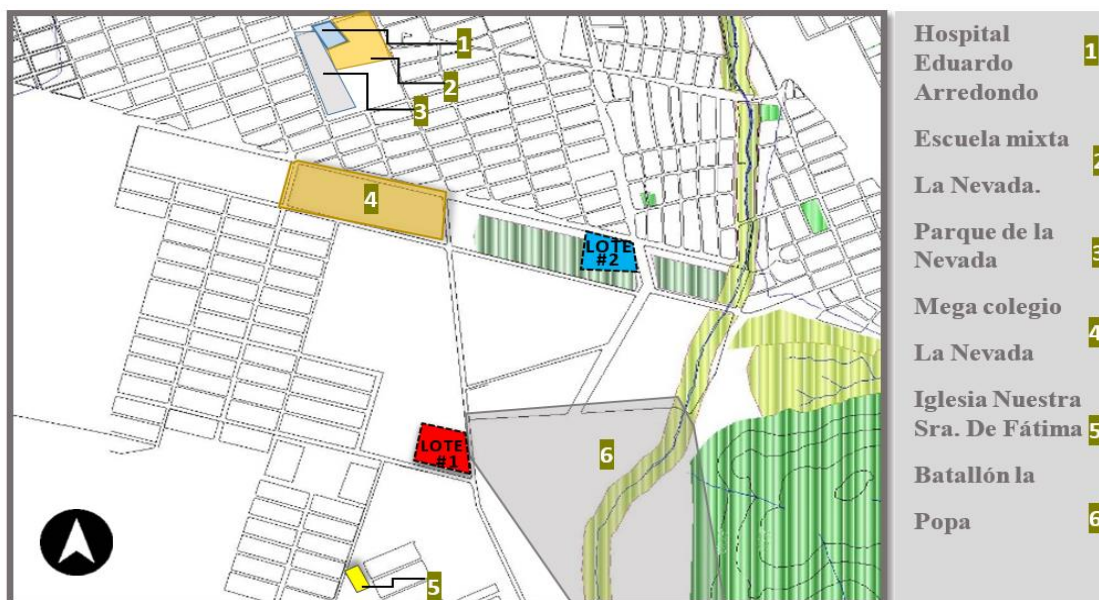 1
2
3
4
LOTE
#2
LOTE
#1
6
5
Hospital
Eduardo
Arredondo
1
Escuela mixta
La Nevada.
2
Parque de la
Nevada
3
Mega colegio
La Nevada
4
Iglesia Nuestra
Sra. De Fátima
5
Batallón la
Popa
6